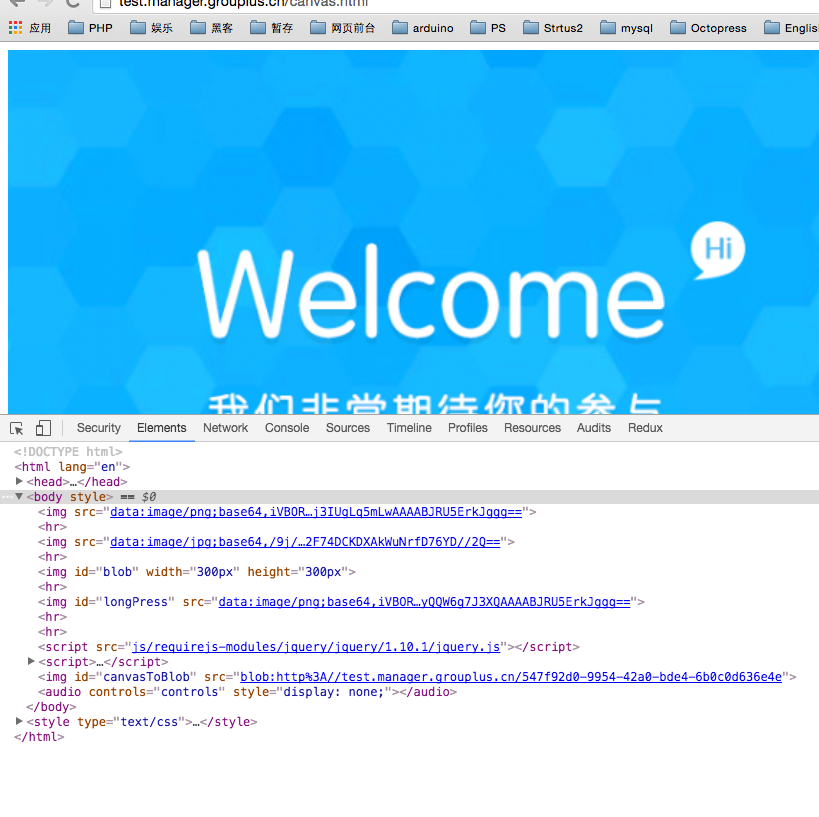 test.manager.grouplus.cn/canvas.html
应用 PHP 娱乐 黑客 暂存 网页前台 arduino PS Strtus2 mysql Octopress Englis
Hi
Welcome
我们非常期待您的参与
Security Elements Network Console Sources Timeline Profiles Resources Audits Redux
<!DOCTYPE html>
<html lang="en">
<head>…</head>
<body style> == $0
<img src="data:image/png;base64,iVBOR…j3IUgLq5mLwAAAABJRU5ErkJggg==">
<hr>
<img src="data:image/jpg;base64,/9j/…2F74DCKDXAkWuNrfD76YD//2Q==">
<hr>
<img id="blob" width="300px" height="300px">
<hr>
<img id="longPress" src="data:image/png;base64,iVBOR…yQQW6g7J3XQAAAABJRU5ErkJggg==">
<hr>
<hr>
<script src="js/requirejs-modules/jquery/jquery/1.10.1/jquery.js"></script>
<script>…</script>
<img id="canvasToBlob" src="blob:http%3A//test.manager.grouplus.cn/547f92d0-9954-42a0-bde4-6b0c0d636e4e">
<audio controls="controls" style="display: none;"></audio>
</body>
<style type="text/css">…</style>
</html>